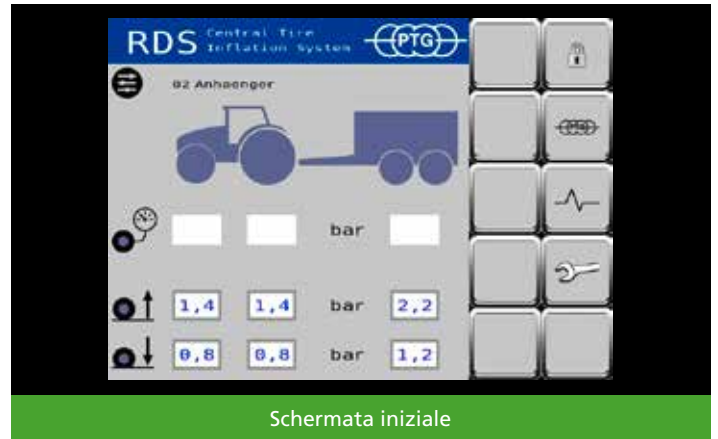 RDS Central Tire Inflation System PTG
02 Anhaenger
bar
1,4 1,4 bar 2,2
0,8 0,8 bar 1,2
PTG
Schermata iniziale